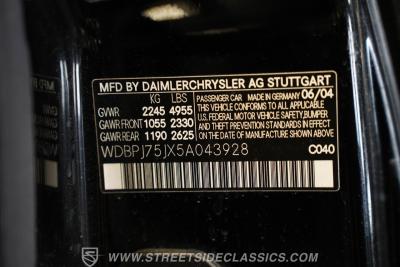 MFD BY DAIMLERCHRYSLER AG STUTTGART
KG LBS
GVWR 2245 4955
GAWR FRONT 1055 2330
GAWR REAR 1190 2625
PASSENGER CAR MADE IN GERMANY 06/04
THIS VEHICLE CONFORMS TO ALL APPLICABLE
U.S. FEDERAL MOTOR VEHICLE SAFETY, BUMPER
AND THEFT PREVENTION STANDARDS IN EFFECT
ON THE DATE OF MANUFACTURE SHOWN ABOVE
WDBPJ75JX5A043928
C040
STREETSIDECLASSICS.COM